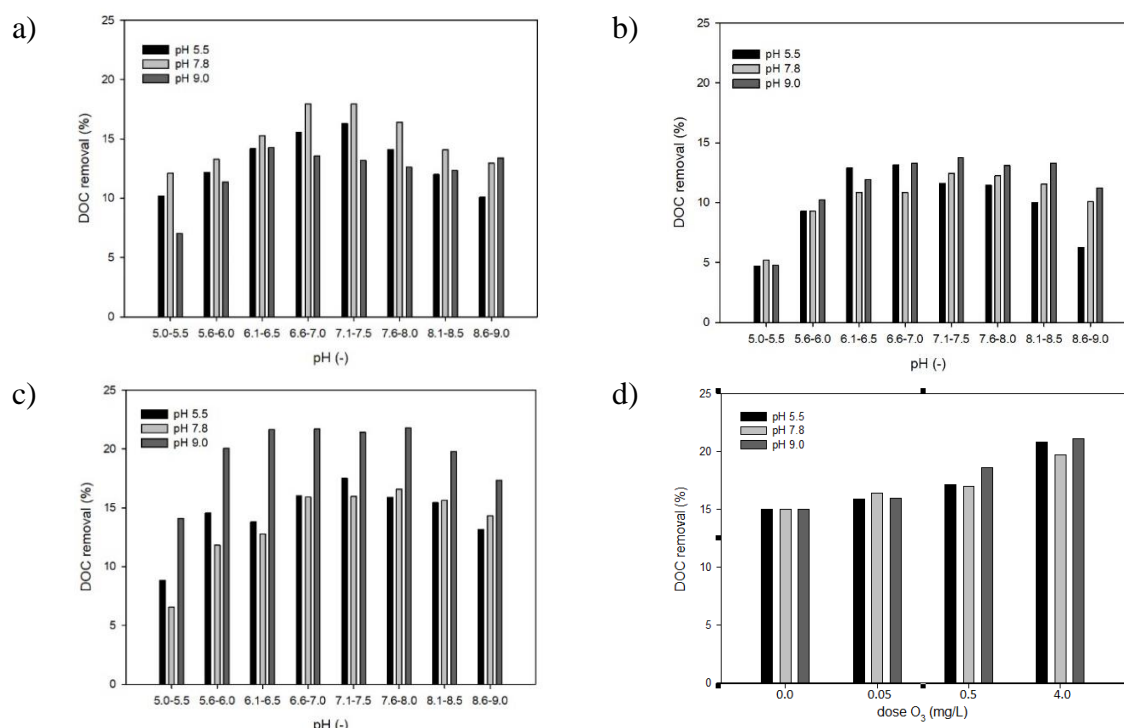 a)
25
20
15
10
5
0
DOC removal (%)
pH 5.5
pH 7.8
pH 9.0
5.0-5.5 5.6-6.0 6.1-6.5 6.6-7.0 7.1-7.5 7.6-8.0 8.1-8.5 8.6-9.0
pH (-)
b)
25
20
15
10
5
0
DOC removal (%)
pH 5.5
pH 7.8
pH 9.0
5.0-5.5 5.6-6.0 6.1-6.5 6.6-7.0 7.1-7.5 7.6-8.0 8.1-8.5 8.6-9.0
pH (-)
c)
25
20
15
10
5
0
DOC removal (%)
pH 5.5
pH 7.8
pH 9.0
5.0-5.5 5.6-6.0 6.1-6.5 6.6-7.0 7.1-7.5 7.6-8.0 8.1-8.5 8.6-9.0
pH (-)
d)
25
20
15
10
5
0
DOC removal (%)
pH 5.5
pH 7.8
pH 9.0
0.0 0.05 0.5 4.0
dose O₃ (mg/L)